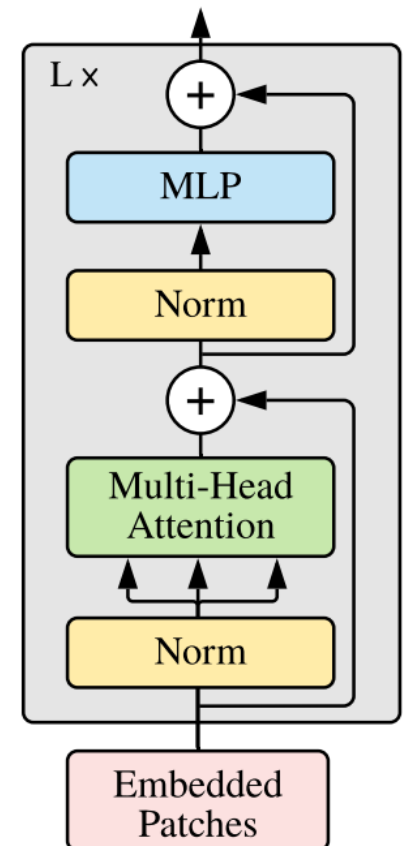 L ×
+
MLP
Norm
+
Multi-Head
Attention
Norm
Embedded
Patches